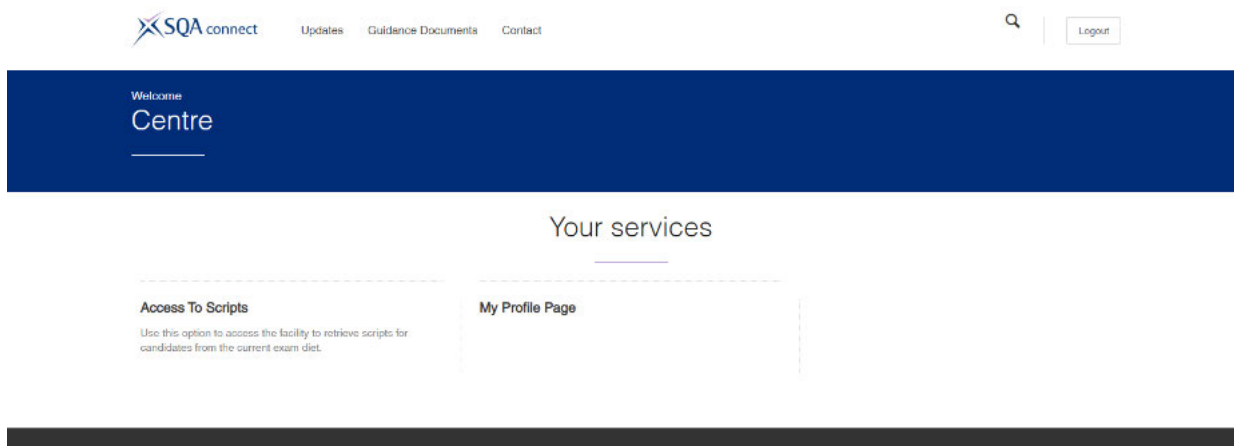 SQA connect
Updates
Guidance Documents
Contact
Logout
Welcome
Centre
Your services
Access To Scripts
Use this option to access the facility to retrieve scripts for
candidates from the current exam diet.
My Profile Page